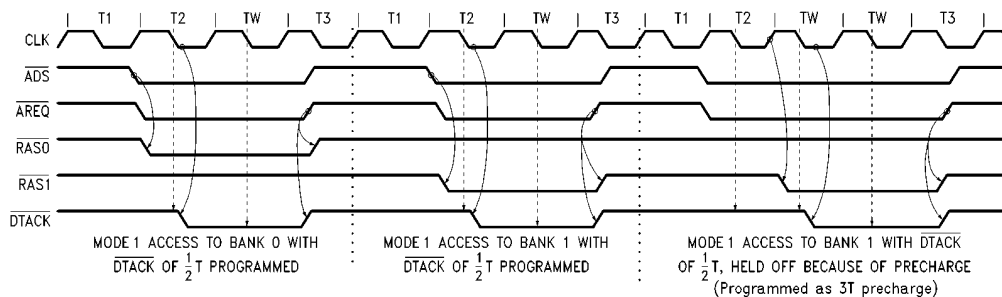 T1 T2 TW T3 T1 T2 TW T3 T1 T2 TW TW T3
CLK
ADS
AREQ
RAS0
RAS1
DTACK
MODE 1 ACCESS TO BANK 0 WITH
DTACK OF 1/2 T PROGRAMMED
MODE 1 ACCESS TO BANK 1 WITH
DTACK OF 1/2 T PROGRAMMED
MODE 1 ACCESS TO BANK 1 WITH DTACK
OF 1/2 T, HELD OFF BECAUSE OF PRECHARGE
(Programmed as 3T precharge)